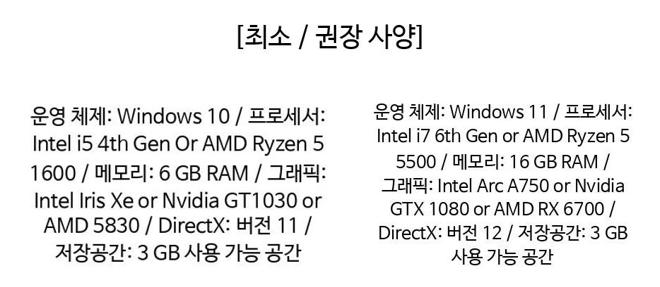 [최소 / 권장 사양]
운영 체제: Windows 10 / 프로세서:
Intel i5 4th Gen Or AMD Ryzen 5
1600 / 메모리: 6 GB RAM / 그래픽:
Intel Iris Xe or Nvidia GT1030 or
AMD 5830 / DirectX: 버전 11 /
저장공간: 3 GB 사용 가능 공간
운영 체제: Windows 11 / 프로세서:
Intel i7 6th Gen or AMD Ryzen 5
5500 / 메모리: 16 GB RAM /
그래픽: Intel Arc A750 or Nvidia
GTX 1080 or AMD RX 6700 /
DirectX: 버전 12 / 저장공간: 3 GB
사용 가능 공간